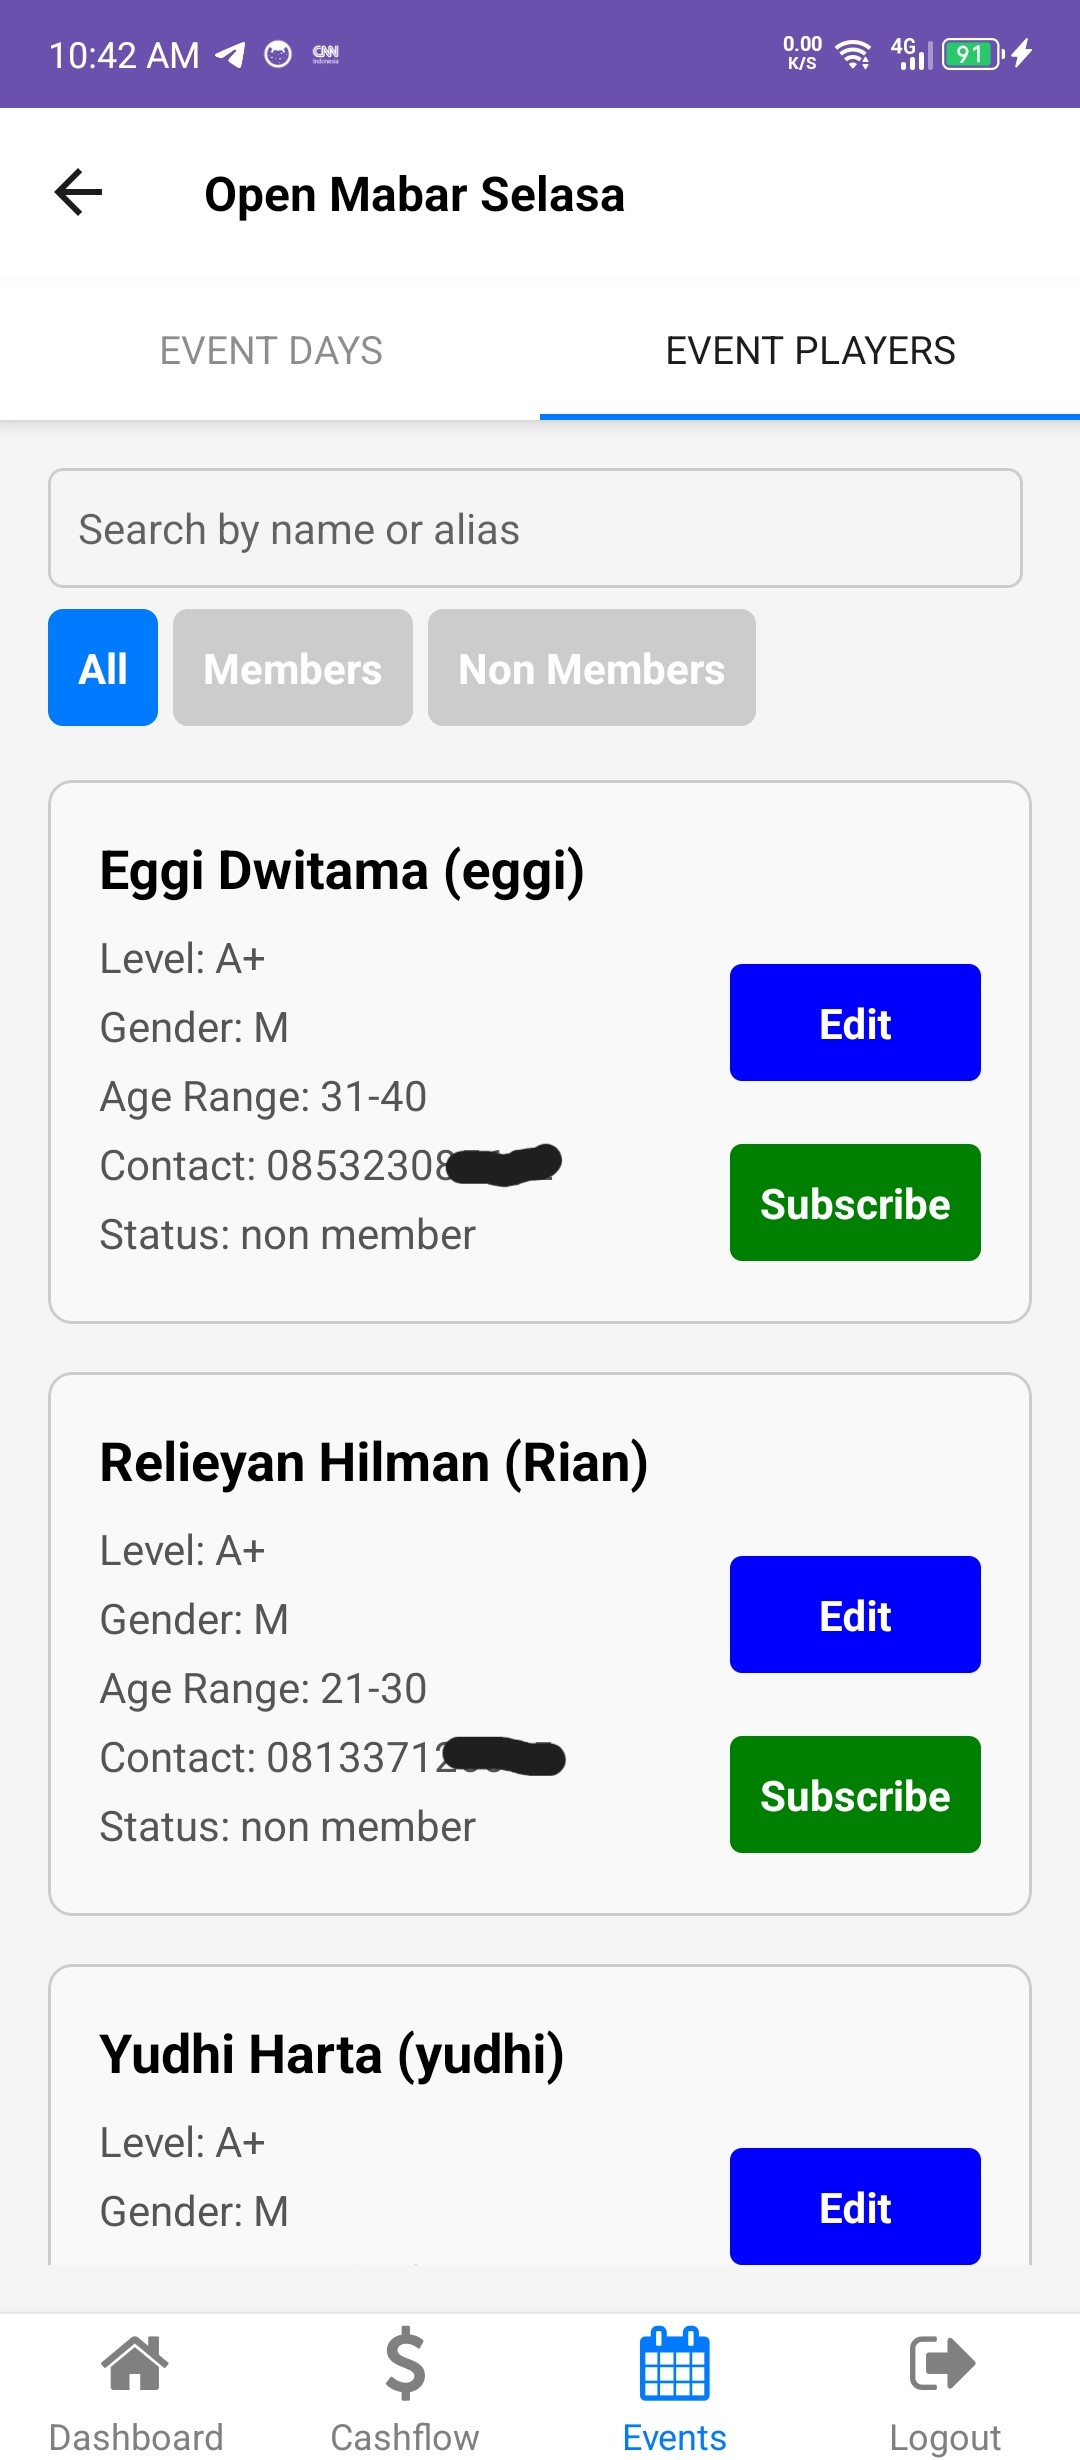 10:42 AM
CNN
Indonesia
0.00
K/S
4G
91
Open Mabar Selasa
EVENT DAYS
EVENT PLAYERS
Search by name or alias
All
Members
Non Members
Eggi Dwitama (eggi)
Level: A+
Gender: M
Age Range: 31-40
Contact: 08532308
Status: non member
Edit
Subscribe
Relieyan Hilman (Rian)
Level: A+
Gender: M
Age Range: 21-30
Contact: 0813371
Status: non member
Edit
Subscribe
Yudhi Harta (yudhi)
Level: A+
Gender: M
Edit
Dashboard
Cashflow
Events
Logout